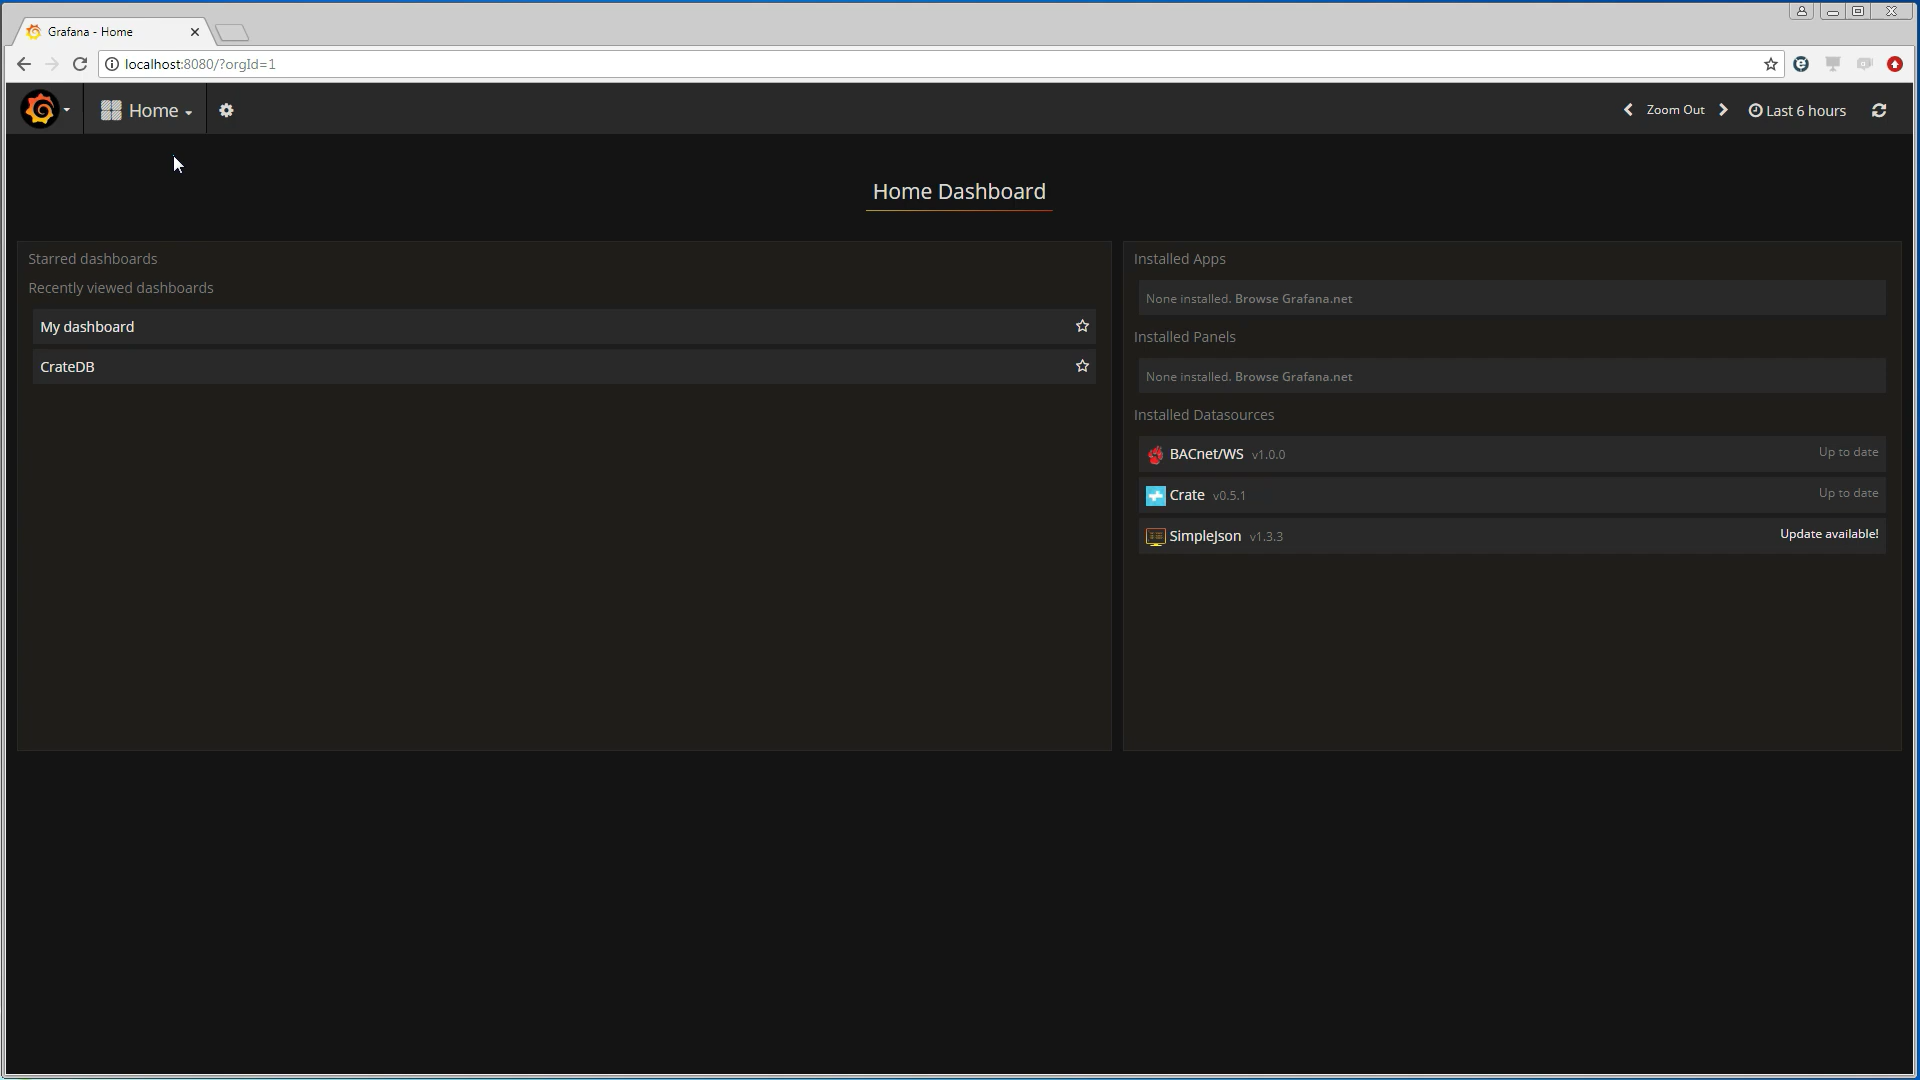 Grafana - Home
localhost:8080/?orgId=1
Home
Zoom Out
Last 6 hours
Home Dashboard
Starred dashboards
Recently viewed dashboards
My dashboard
CrateDB
Installed Apps
None installed. Browse Grafana.net
Installed Panels
None installed. Browse Grafana.net
Installed Datasources
BACnet/WS v1.0.0 Up to date
Crate v0.5.1 Up to date
SimpleJson v1.3.3 Update available!